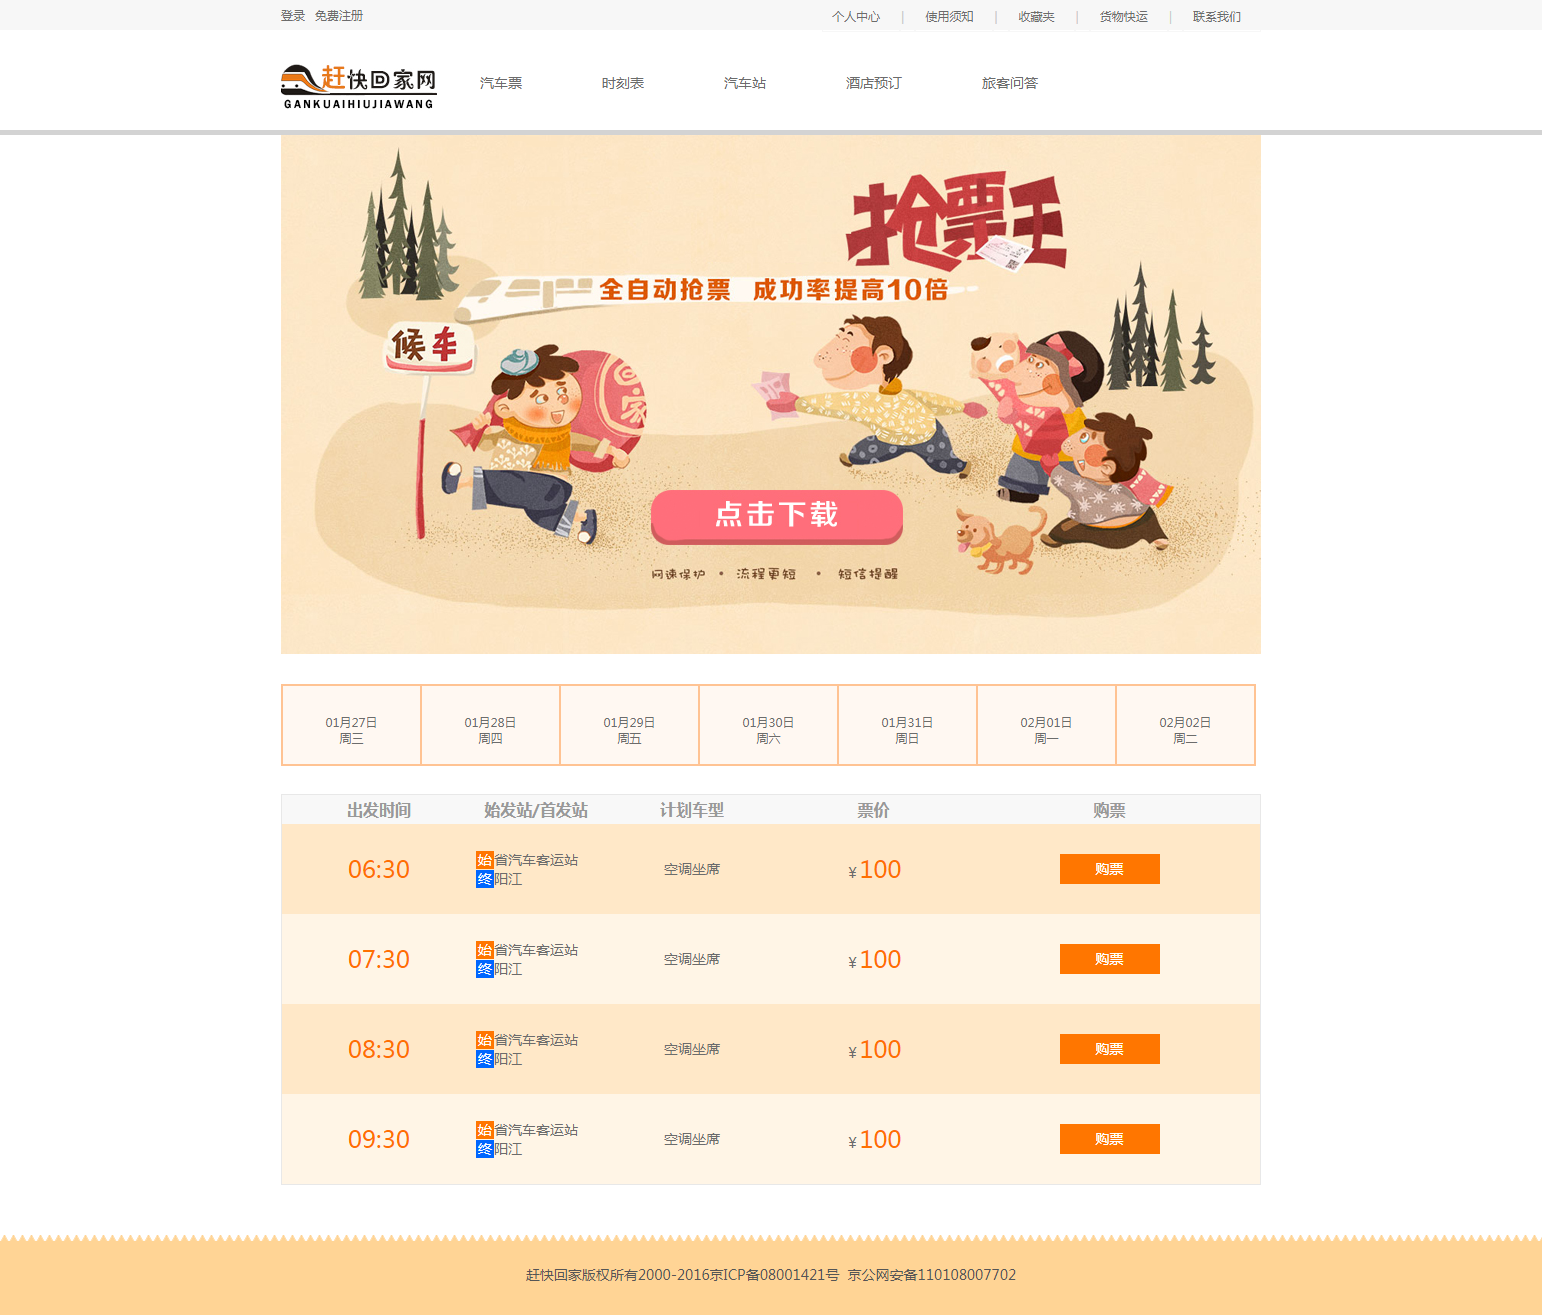 登录 免费注册 个人中心 | 使用须知 | 收藏夹 | 货物快运 | 联系我们
赶快回家网
GANKUAIHIUJIAWANG
汽车票 时刻表 汽车站 酒店预订 旅客问答
抢票王
全自动抢票 成功率提高10倍
候车
回家
点击下载
网速保护 • 流程更短 • 短信提醒
01月27日 01月28日 01月29日 01月30日 01月31日 02月01日 02月02日
周三 周四 周五 周六 周日 周一 周二
出发时间 始发站/首发站 计划车型 票价 购票
06:30 始省汽车客运站 空调坐席 ¥100 购票
终阳江
07:30 始省汽车客运站 空调坐席 ¥100 购票
终阳江
08:30 始省汽车客运站 空调坐席 ¥100 购票
终阳江
09:30 始省汽车客运站 空调坐席 ¥100 购票
终阳江
赶快回家版权所有2000-2016京ICP备08001421号 京公网安备110108007702